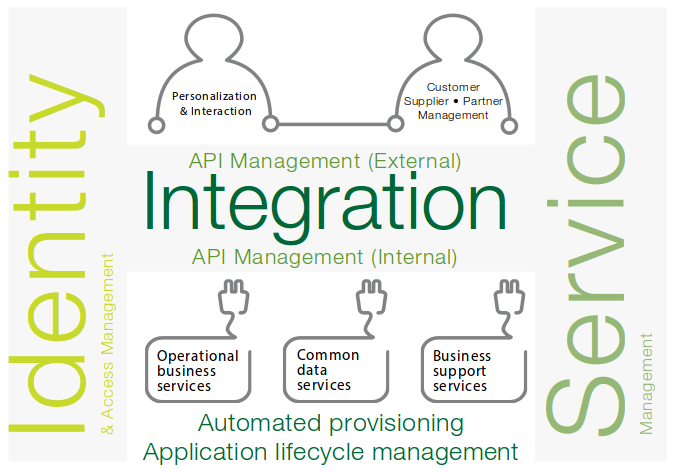 Identity
& Access Management
Personalization
& Interaction
Customer
Supplier • Partner
Management
API Management (External)
Integration
API Management (Internal)
Operational
business
services
Common
data
services
Business
support
services
Automated provisioning
Application lifecycle management
Service
Management